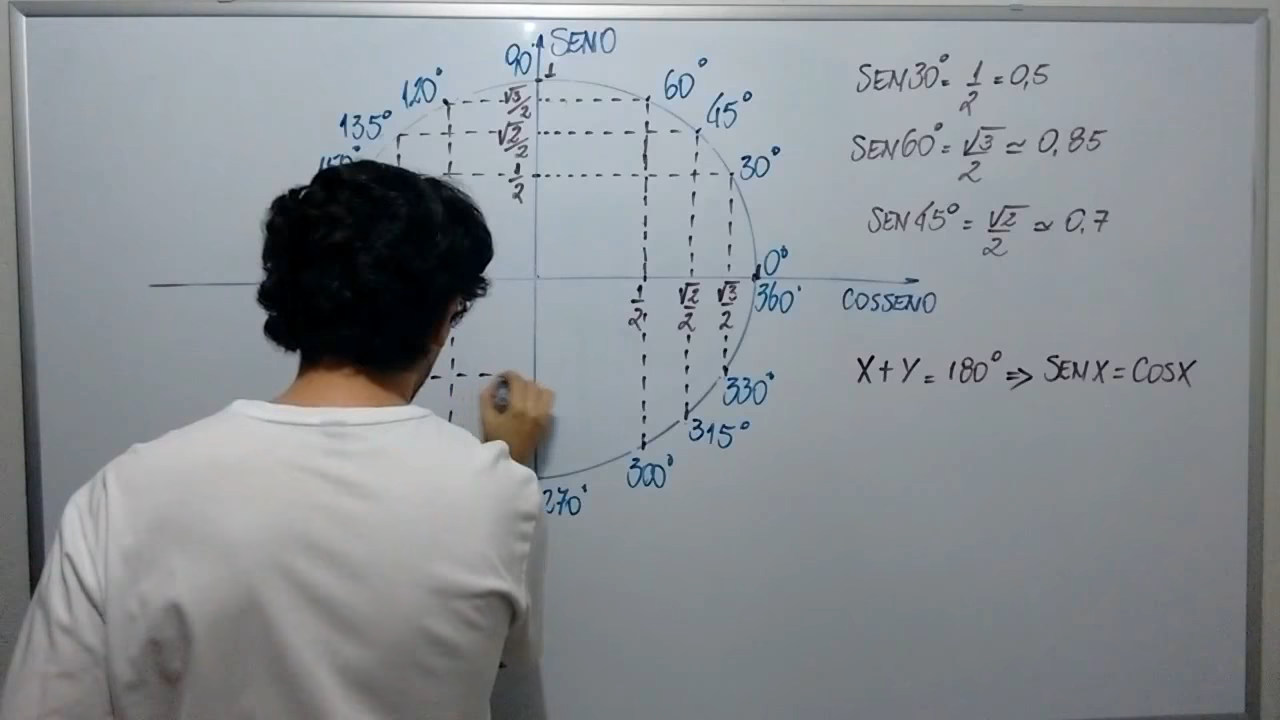 90° SENO
1
120°
√3/2
60°
135°
√2/2
45°
1/2
30°
0°
1/2 √2/2 √3/2 360°
COSSENO
330°
315°
300°
270°
SEN30° = 1/2 = 0,5
SEN60° = √3/2 ≃ 0,85
SEN45° = √2/2 ≃ 0,7
X+Y = 180° ⇒ SENX = COSX